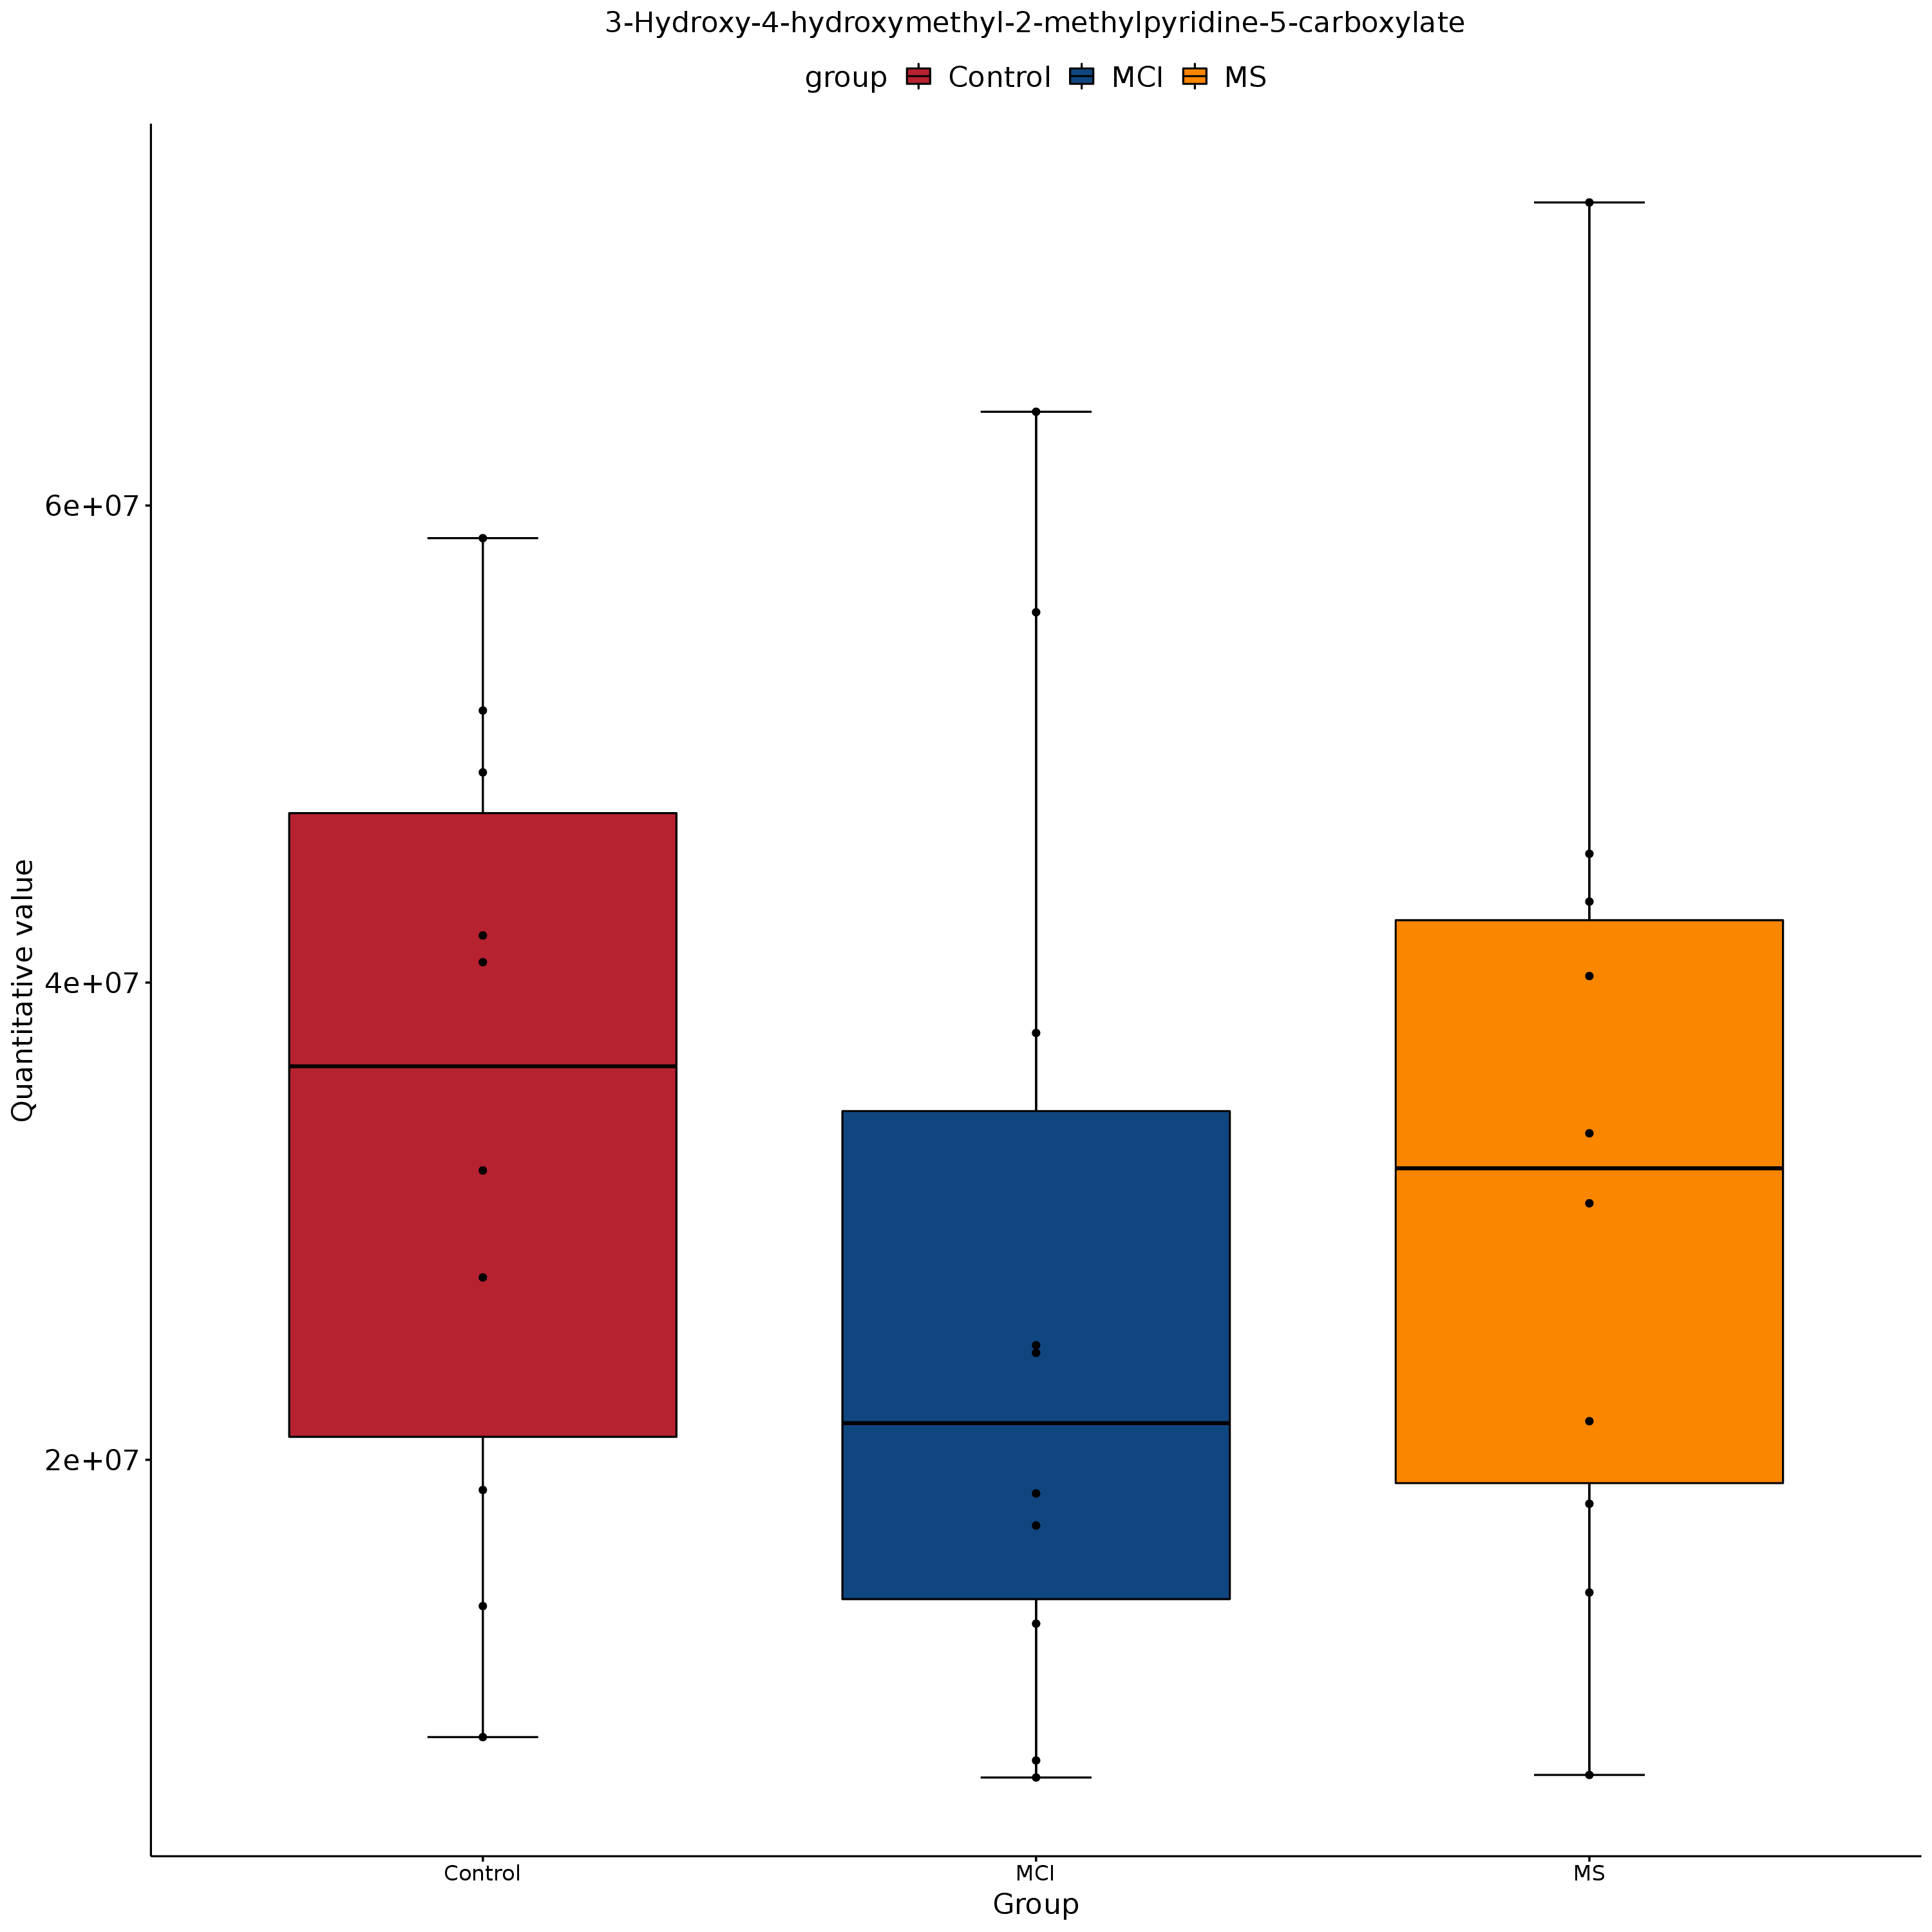 3-Hydroxy-4-hydroxymethyl-2-methylpyridine-5-carboxylate
group Control MCI MS
6e+07
4e+07
2e+07
Quantitative value
Control MCI MS
Group